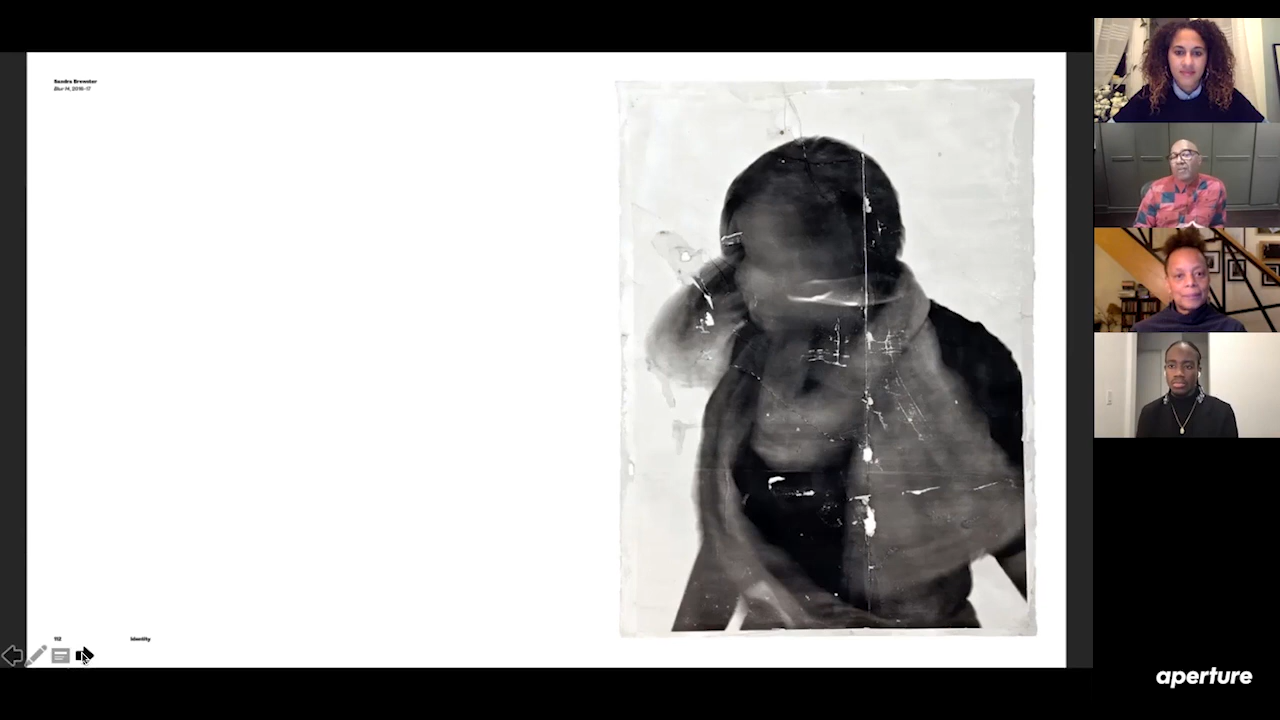 Sandra Brewster
Blur 14, 2016–17
112
Identity
aperture